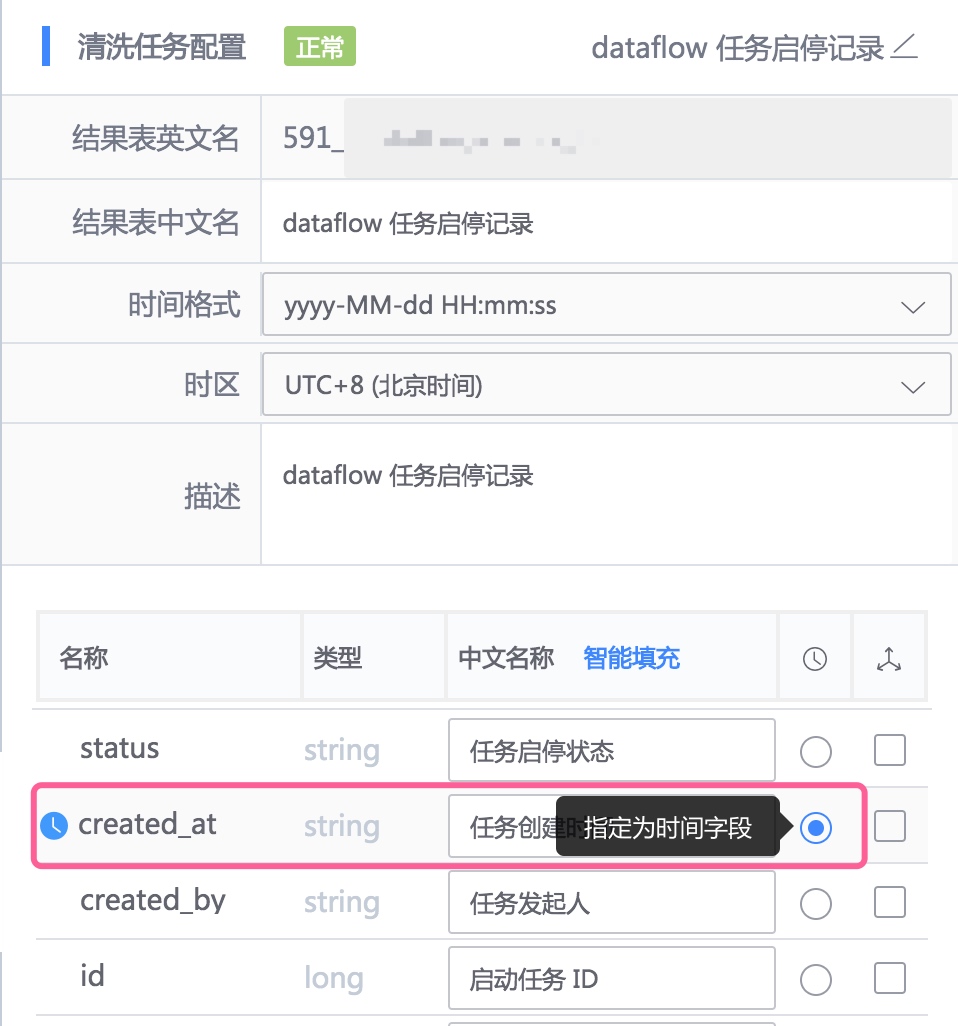 清洗任务配置 正常 dataflow 任务启停记录
结果表英文名 591_
结果表中文名 dataflow 任务启停记录
时间格式 yyyy-MM-dd HH:mm:ss
时区 UTC+8 (北京时间)
描述 dataflow 任务启停记录
名称 类型 中文名称 智能填充
status string 任务启停状态
created_at string 任务创建 指定为时间字段
created_by string 任务发起人
id long 启动任务 ID